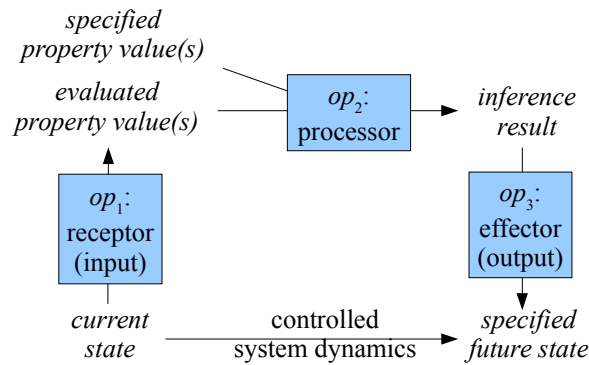 specified
property value(s)
evaluated
property value(s)
op₂:
processor
inference
result
op₁:
receptor
(input)
op₃:
effector
(output)
current
state
controlled
system dynamics
specified
future state